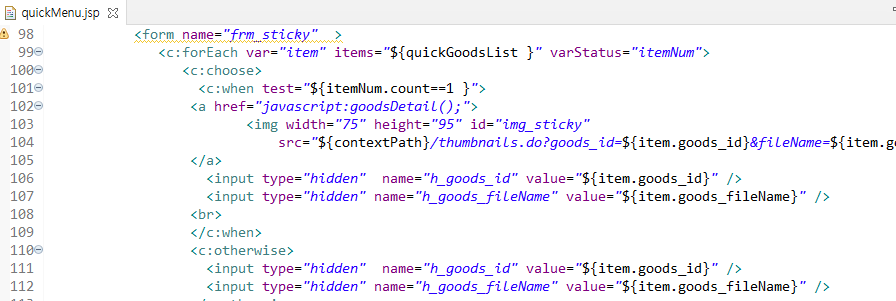 quickMenu.jsp
98 <form name="frm_sticky" >
99 <c:forEach var="item" items="${quickGoodsList }" varStatus="itemNum">
100 <c:choose>
101 <c:when test="${itemNum.count==1 }">
102 <a href="javascript:goodsDetail();">
103 <img width="75" height="95" id="img_sticky"
104 src="${contextPath}/thumbnails.do?goods_id=${item.goods_id}&fileName=${item.go
105 </a>
106 <input type="hidden" name="h_goods_id" value="${item.goods_id}" />
107 <input type="hidden" name="h_goods_fileName" value="${item.goods_fileName}" />
108 <br>
109 </c:when>
110 <c:otherwise>
111 <input type="hidden" name="h_goods_id" value="${item.goods_id}" />
112 <input type="hidden" name="h_goods_fileName" value="${item.goods_fileName}" />